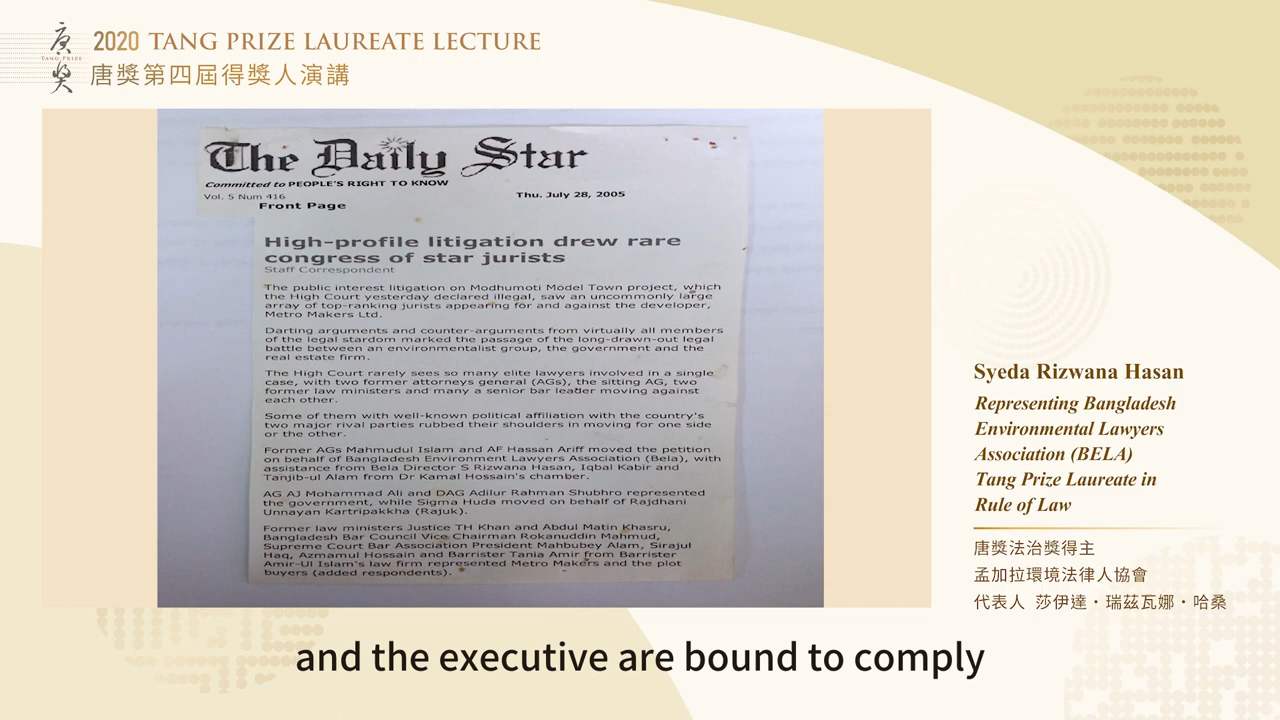 2020 TANG PRIZE LAUREATE LECTURE
唐獎
TANG PRIZE
唐獎第四屆得獎人演講
The Daily Star
Committed to PEOPLE'S RIGHT TO KNOW
Vol. 5 Num 416
Thu. July 28, 2005
Front Page
High-profile litigation drew rare
congress of star jurists
Staff Correspondent
The public interest litigation on Modhumoti Model Town project, which
the High Court yesterday declared illegal, saw an uncommonly large
array of top-ranking jurists appearing for and against the developer,
Metro Makers Ltd.
Darting arguments and counter-arguments from virtually all members
of the legal stardom marked the passage of the long-drawn-out legal
battle between an environmentalist group, the government and the
real estate firm.
The High Court rarely sees so many elite lawyers involved in a single
case, with two former attorneys general (AGs), the sitting AG, two
former law ministers and many a senior bar leader moving against
each other.
Some of them with well-known political affiliation with the country's
two major rival parties rubbed their shoulders in moving for one side
or the other.
Former AGs Mahmudul Islam and AF Hassan Ariff moved the petition
on behalf of Bangladesh Environment Lawyers Association (Bela), with
assistance from Bela Director S Rizwana Hasan, Iqbal Kabir and
Tanjib-ul Alam from Dr Kamal Hossain's chamber.
AG AJ Mohammad Ali and DAG Adilur Rahman Shubhro represented
the government, while Sigma Huda moved on behalf of Rajdhani
Unnayan Kartripakkha (Rajuk).
Former law ministers Justice TH Khan and Abdul Matin Khasru,
Bangladesh Bar Council Vice Chairman Rokanuddin Mahmud,
Supreme Court Bar Association President Mahbubey Alam, Sirajul
Haq, Azmamul Hossain and Barrister Tania Amir from Barrister
Amir-Ul Islam's law firm represented Metro Makers and the plot
buyers (added respondents).
Syeda Rizwana Hasan
Representing Bangladesh
Environmental Lawyers
Association (BELA)
Tang Prize Laureate in
Rule of Law
唐獎法治獎得主
孟加拉環境法律人協會
代表人 莎伊達・瑞茲瓦娜・哈桑
and the executive are bound to comply